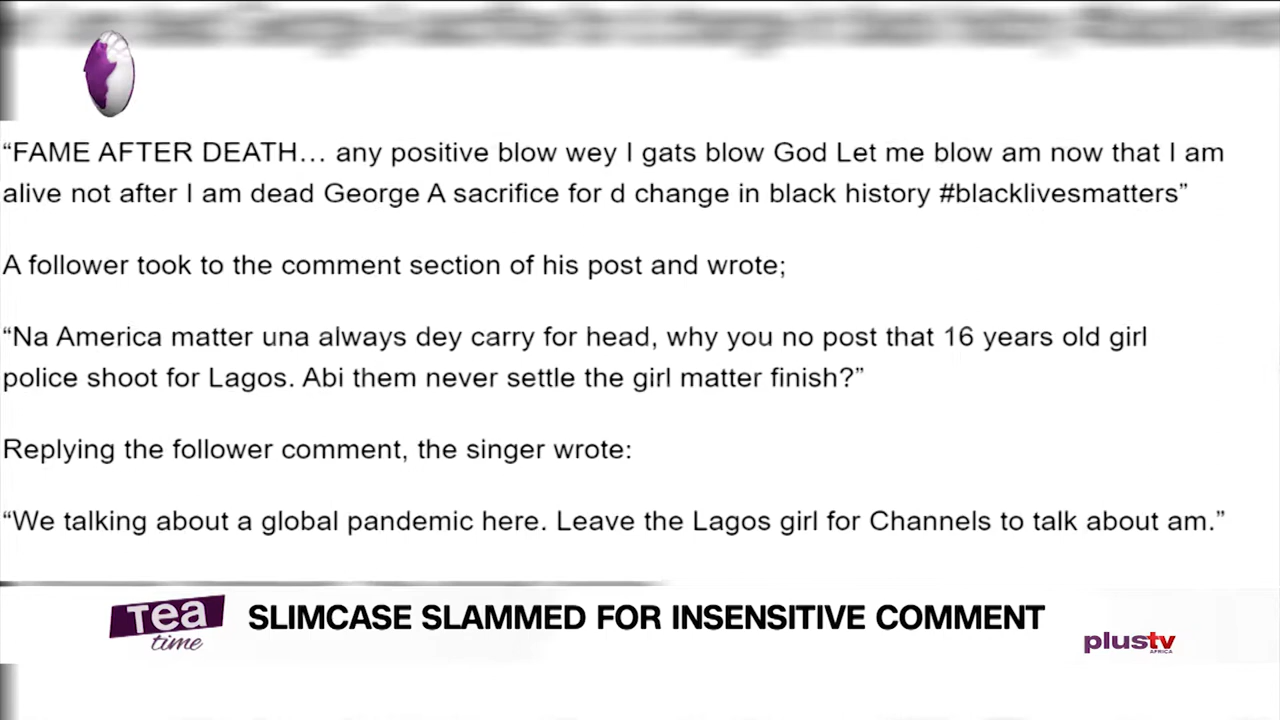 “FAME AFTER DEATH… any positive blow wey I gats blow God Let me blow am now that I am
alive not after I am dead George A sacrifice for d change in black history #blacklivesmatters”
A follower took to the comment section of his post and wrote;
“Na America matter una always dey carry for head, why you no post that 16 years old girl
police shoot for Lagos. Abi them never settle the girl matter finish?”
Replying the follower comment, the singer wrote:
“We talking about a global pandemic here. Leave the Lagos girl for Channels to talk about am.”
Tea
time
SLIMCASE SLAMMED FOR INSENSITIVE COMMENT
plustv
AFRICA